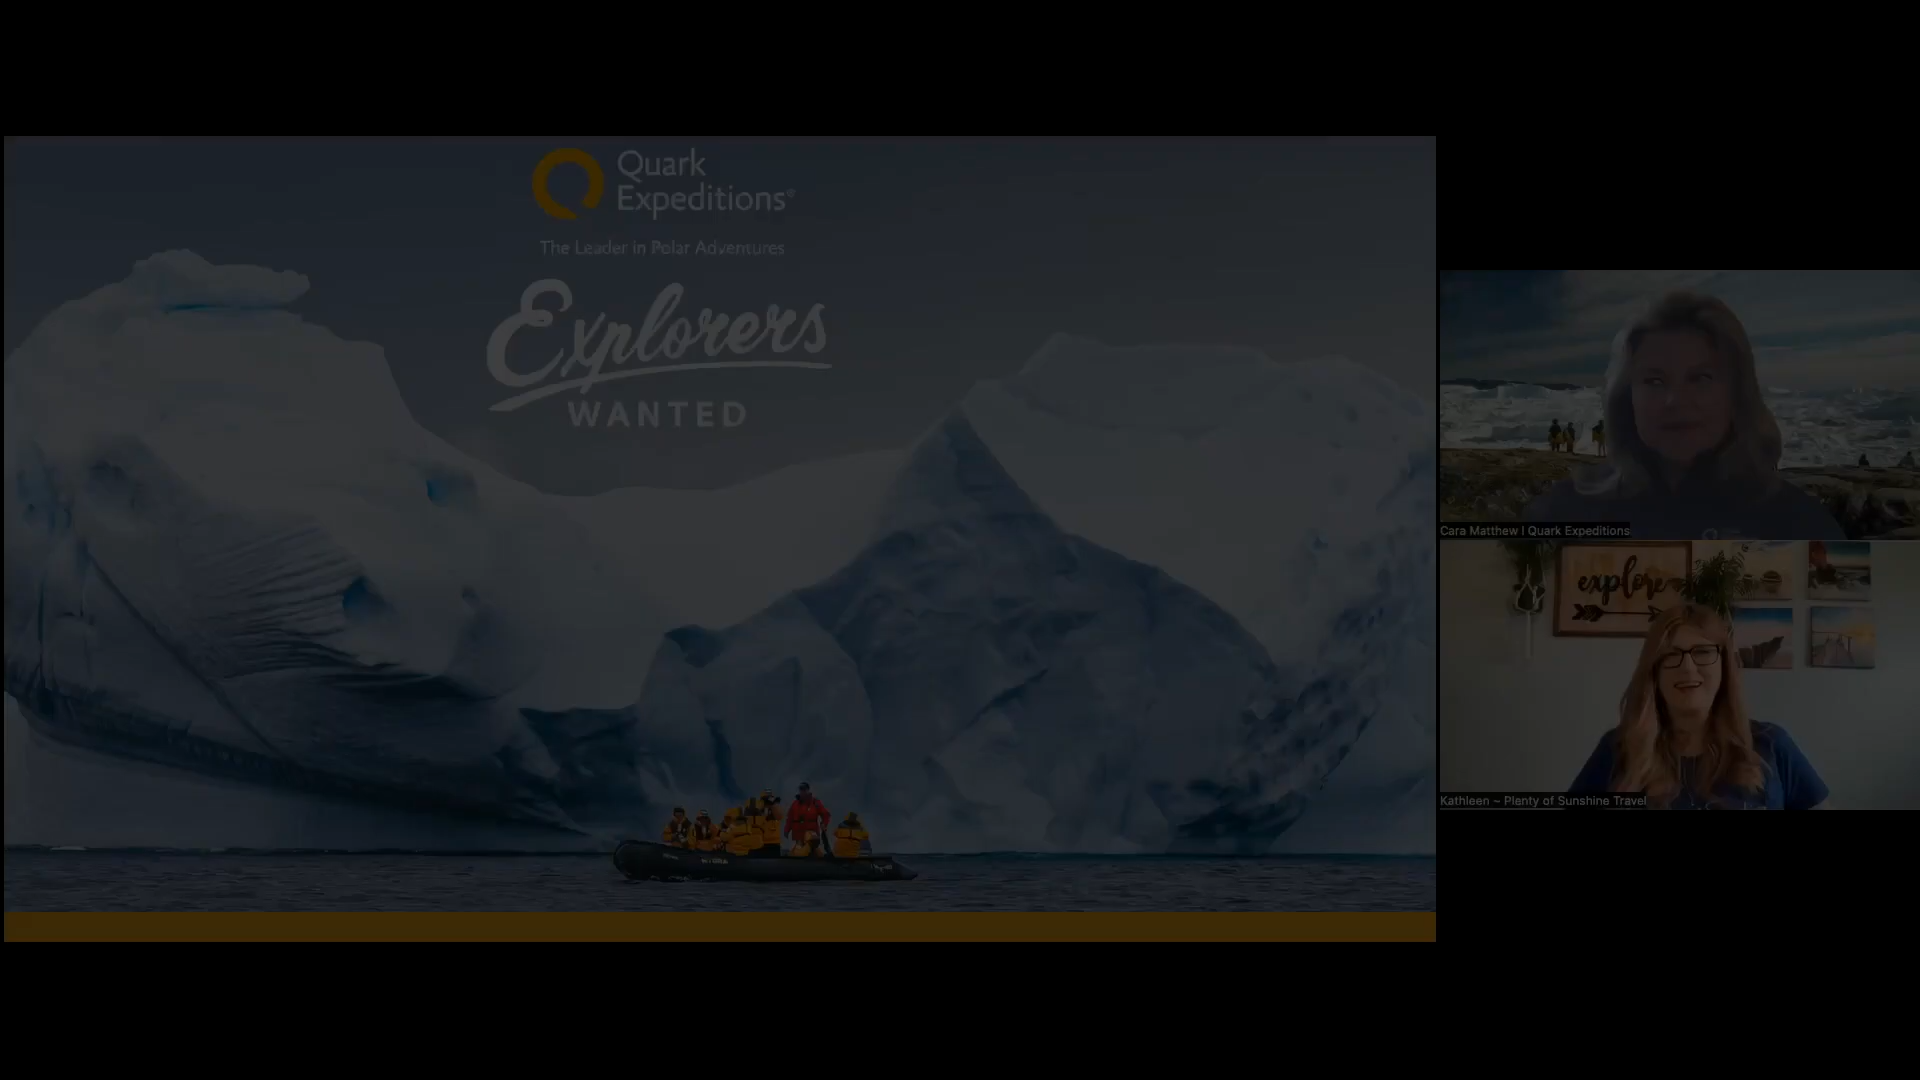 Quark
Expeditions®
The Leader in Polar Adventures
Explorers
WANTED
Cara Matthew | Quark Expeditions
explore
Kathleen ~ Plenty of Sunshine Travel